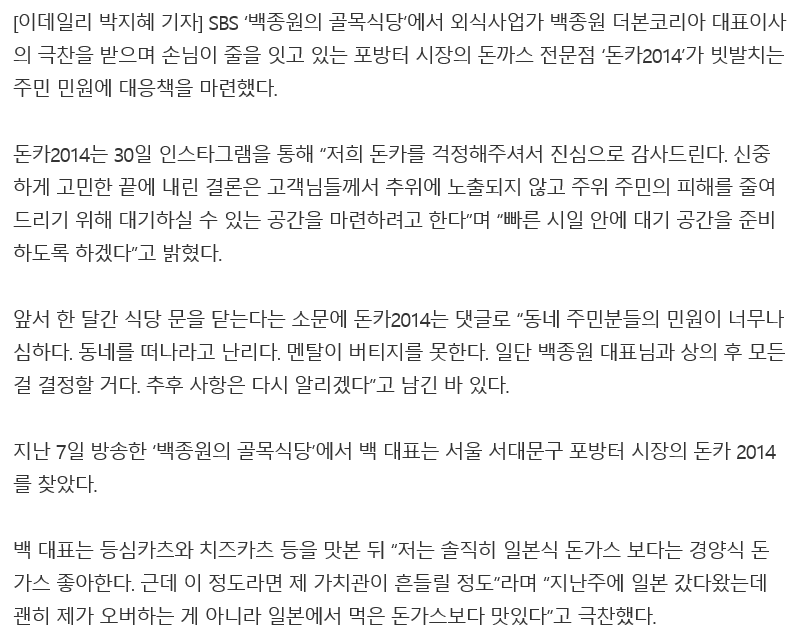 [이데일리 박지혜 기자] SBS ‘백종원의 골목식당’에서 외식사업가 백종원 더본코리아 대표이사
의 극찬을 받으며 손님이 줄을 잇고 있는 포방터 시장의 돈까스 전문점 ‘돈카2014’가 빗발치는
주민 민원에 대응책을 마련했다.
돈카2014는 30일 인스타그램을 통해 “저희 돈카를 걱정해주셔서 진심으로 감사드린다. 신중
하게 고민한 끝에 내린 결론은 고객님들께서 추위에 노출되지 않고 주위 주민의 피해를 줄여
드리기 위해 대기하실 수 있는 공간을 마련하려고 한다”며 “빠른 시일 안에 대기 공간을 준비
하도록 하겠다”고 밝혔다.
앞서 한 달간 식당 문을 닫는다는 소문에 돈카2014는 댓글로 “동네 주민분들의 민원이 너무나
심하다. 동네를 떠나라고 난리다. 멘탈이 버티지를 못한다. 일단 백종원 대표님과 상의 후 모든
걸 결정할 거다. 추후 사항은 다시 알리겠다”고 남긴 바 있다.
지난 7일 방송한 ‘백종원의 골목식당’에서 백 대표는 서울 서대문구 포방터 시장의 돈카 2014
를 찾았다.
백 대표는 등심카츠와 치즈카츠 등을 맛본 뒤 “저는 솔직히 일본식 돈가스 보다는 경양식 돈
가스 좋아한다. 근데 이 정도라면 제 가치관이 흔들릴 정도”라며 “지난주에 일본 갔다왔는데
괜히 제가 오버하는 게 아니라 일본에서 먹은 돈가스보다 맛있다”고 극찬했다.